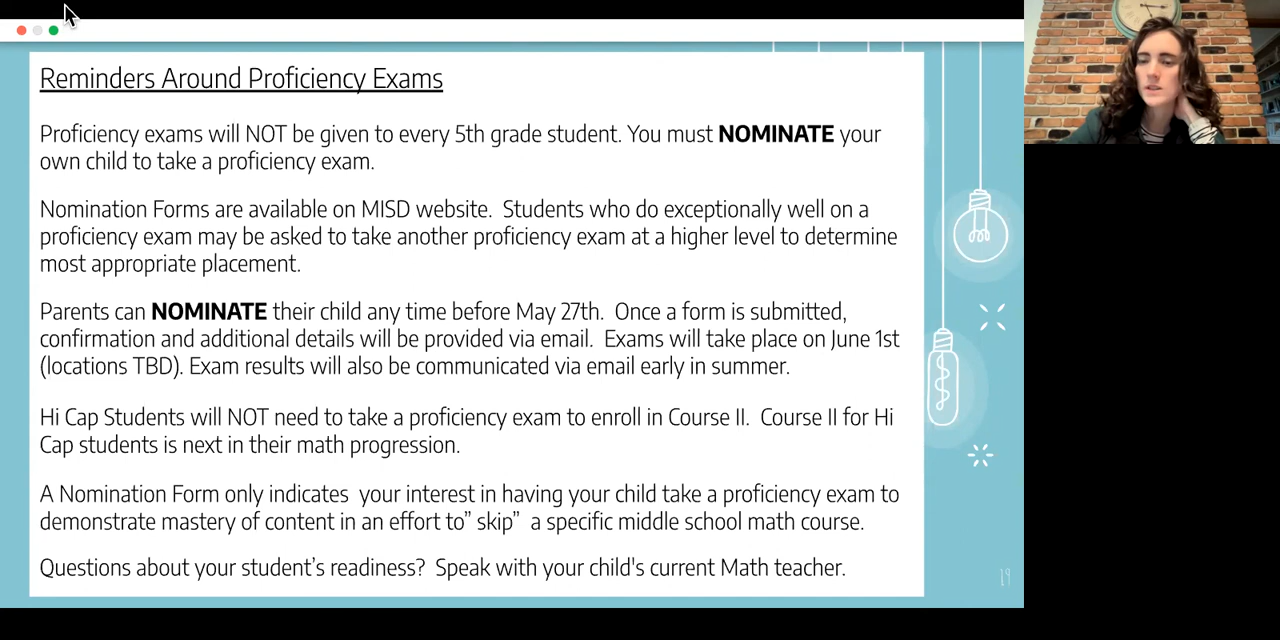 Reminders Around Proficiency Exams
Proficiency exams will NOT be given to every 5th grade student. You must NOMINATE your
own child to take a proficiency exam.
Nomination Forms are available on MISD website.  Students who do exceptionally well on a
proficiency exam may be asked to take another proficiency exam at a higher level to determine
most appropriate placement.
Parents can NOMINATE their child any time before May 27th.  Once a form is submitted,
confirmation and additional details will be provided via email.  Exams will take place on June 1st
(locations TBD). Exam results will also be communicated via email early in summer.
Hi Cap Students will NOT need to take a proficiency exam to enroll in Course II.  Course II for Hi
Cap students is next in their math progression.
A Nomination Form only indicates  your interest in having your child take a proficiency exam to
demonstrate mastery of content in an effort to” skip”  a specific middle school math course.
Questions about your student’s readiness?  Speak with your child's current Math teacher.
19